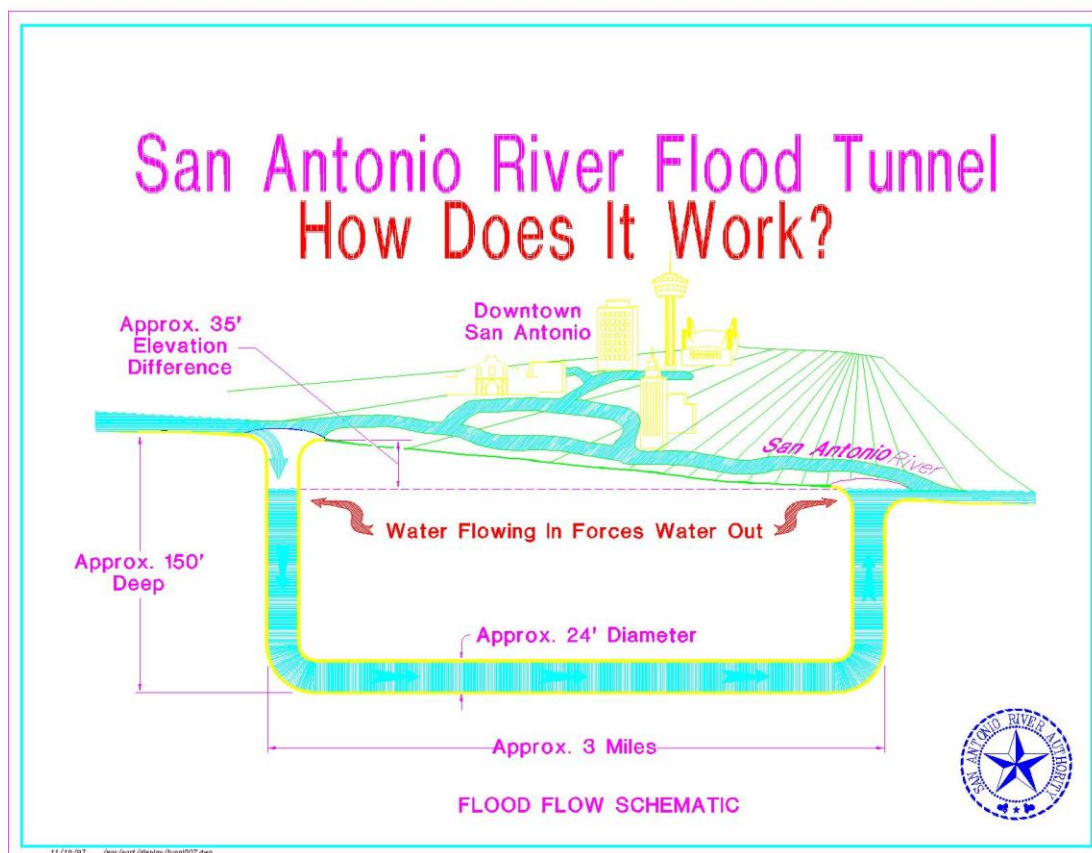 San Antonio River Flood Tunnel
How Does It Work?
Approx. 35'
Elevation
Difference
Downtown
San Antonio
San Antonio River
Water Flowing In Forces Water Out
Approx. 150'
Deep
Approx. 24' Diameter
Approx. 3 Miles
FLOOD FLOW SCHEMATIC
SAN ANTONIO RIVER AUTHORITY